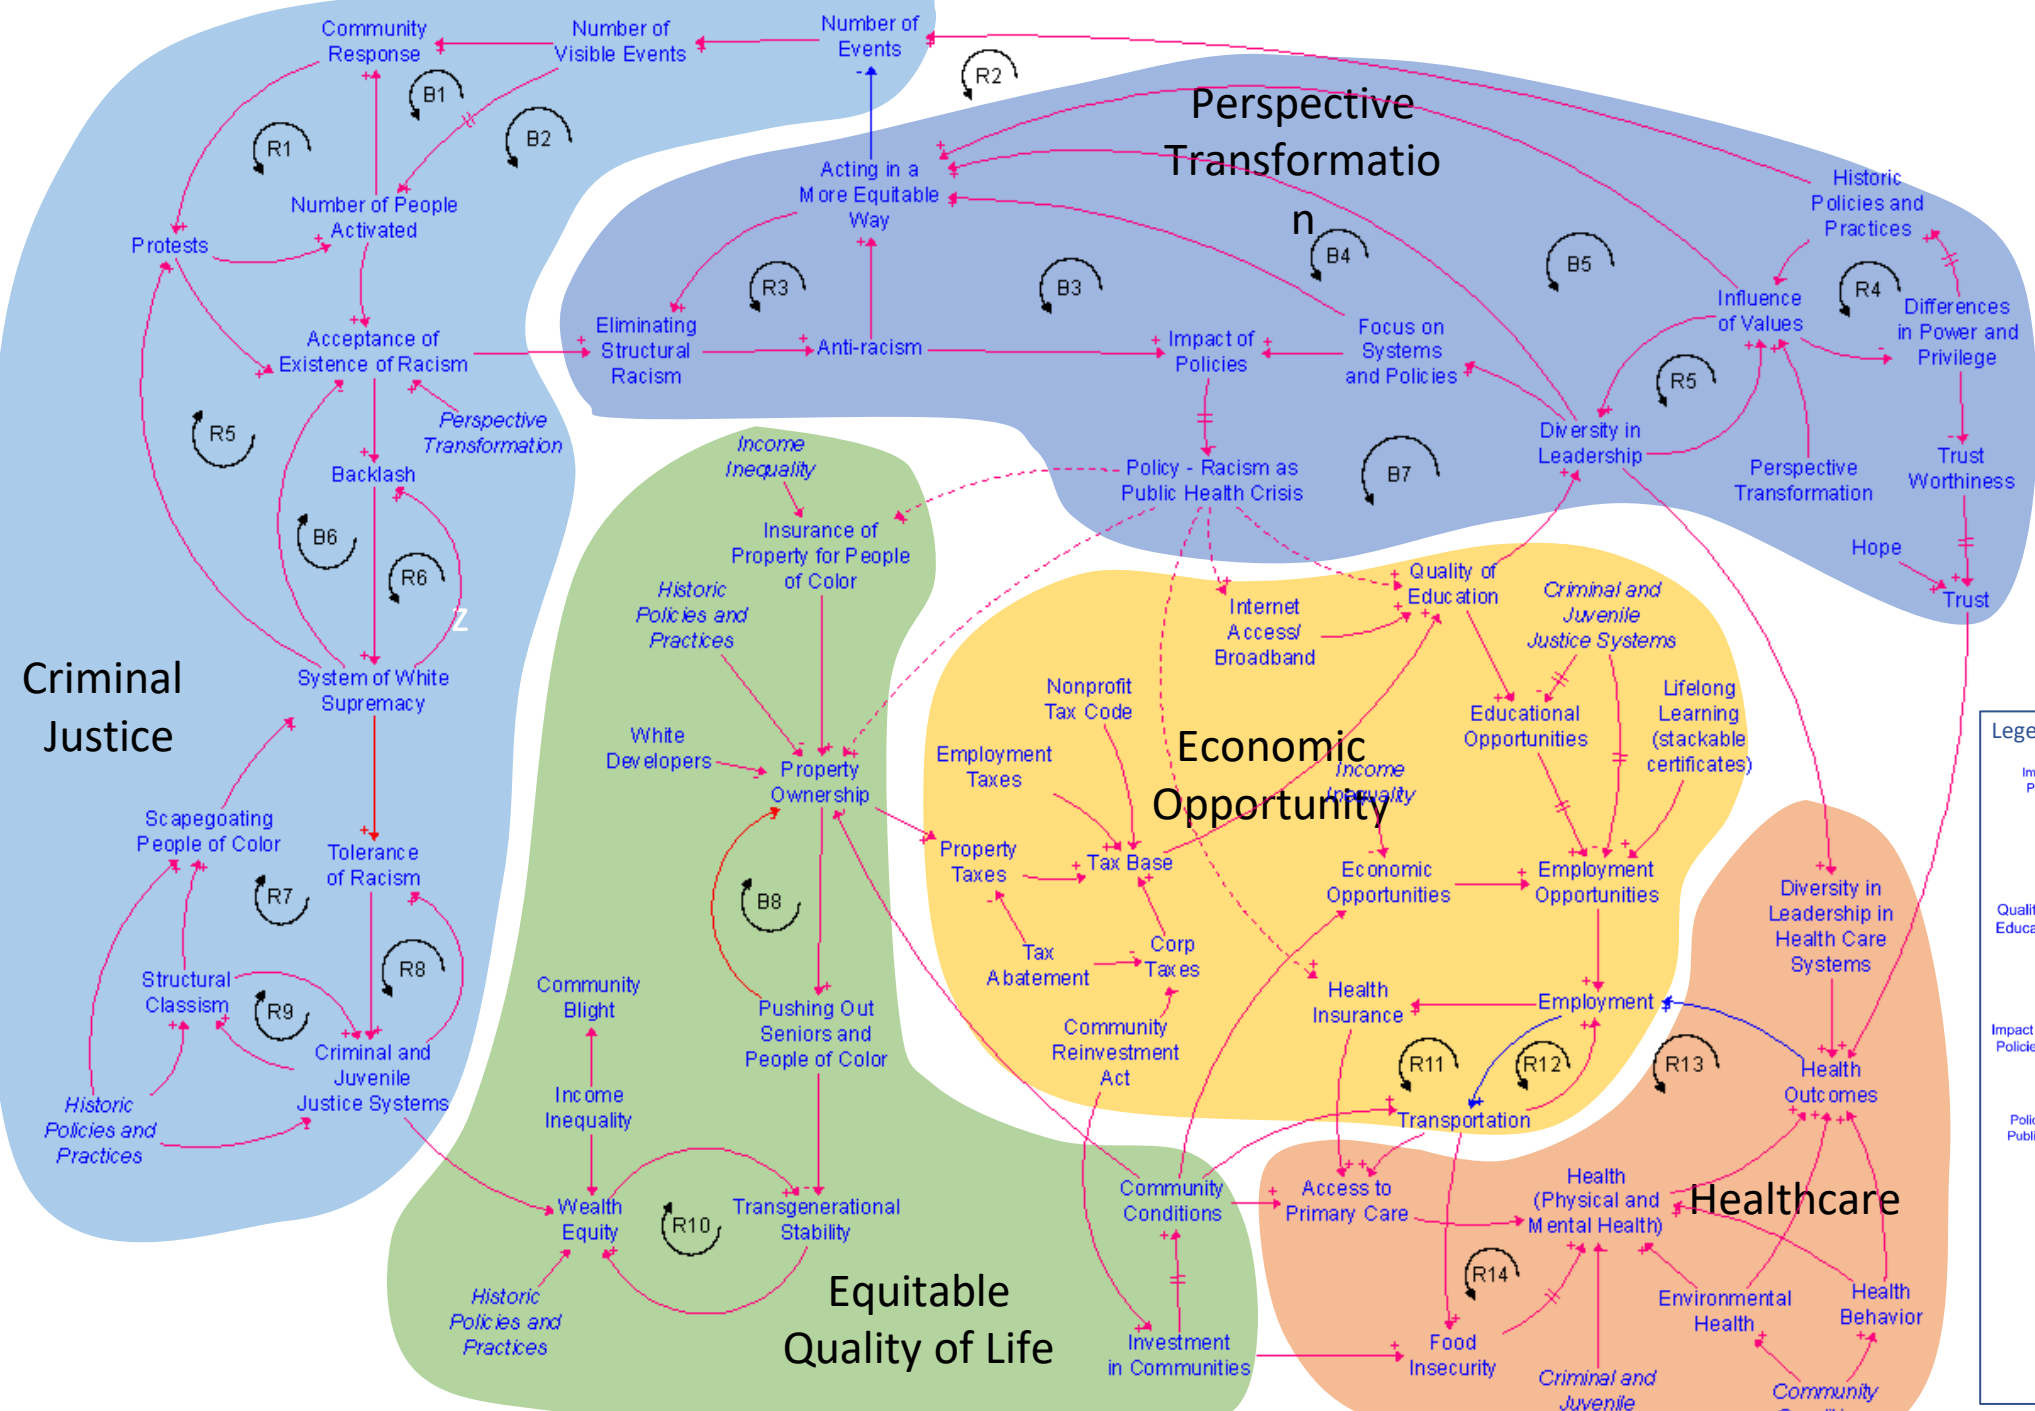 Community
Response
Number of
Visible Events
Number of
Events
R2
B1
B2
R1
Perspective
Transformatio
n
Acting in a
More Equitable
Way
Historic
Policies and
Practices
Number of People
Activated
Protests
B4
B5
R3
B3
R4
Influence
of Values
Differences
in Power and
Privilege
Eliminating
Structural
Racism
Anti-racism
Impact of
Policies
Focus on
Systems
and Policies
Acceptance of
Existence of Racism
R5
Perspective
Transformation
R5
Diversity in
Leadership
Backlash
Income
Inequality
Policy - Racism as
Public Health Crisis
B7
Perspective
Transformation
Trust
Worthiness
B6
R6
Insurance of
Property for People
of Color
Hope
Trust
Z
Historic
Policies and
Practices
Internet
Access/
Broadband
Quality of
Education
Criminal and
Juvenile
Justice Systems
Criminal
Justice
System of White
Supremacy
Nonprofit
Tax Code
Educational
Opportunities
Lifelong
Learning
(stackable
certificates)
Lege
White
Developers
Property
Ownership
Employment
Taxes
Economic
Opportunity
Income
Inequality
Im
P
Scapegoating
People of Color
Tolerance
of Racism
Property
Taxes
Tax Base
Economic
Opportunities
Employment
Opportunities
R7
B8
Diversity in
Leadership in
Health Care
Systems
Qualit
Educa
Structural
Classism
R8
R9
Community
Blight
Pushing Out
Seniors and
People of Color
Tax
Abatement
Corp
Taxes
Health
Insurance
Employment
Impact
Policie
Criminal and
Juvenile
Justice Systems
Community
Reinvestment
Act
R11
R12
R13
Health
Outcomes
Historic
Policies and
Practices
Income
Inequality
Transportation
Polic
Publi
Wealth
Equity
R10
Transgenerational
Stability
Community
Conditions
Access to
Primary Care
Health
(Physical and
Mental Health)
Healthcare
R14
Historic
Policies and
Practices
Equitable
Quality of Life
Investment
in Communities
Food
Insecurity
Environmental
Health
Health
Behavior
Criminal and
Juvenile
Community